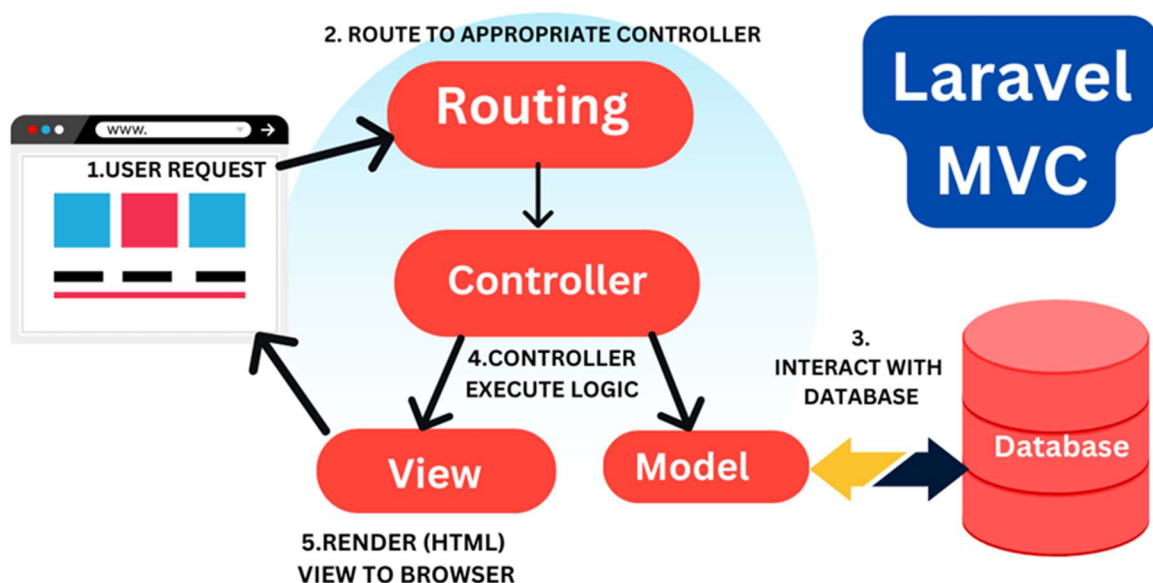 2. ROUTE TO APPROPRIATE CONTROLLER
Laravel
MVC
Routing
www.
1.USER REQUEST
Controller
4.CONTROLLER
EXECUTE LOGIC
3.
INTERACT WITH
DATABASE
View
Model
Database
5.RENDER (HTML)
VIEW TO BROWSER